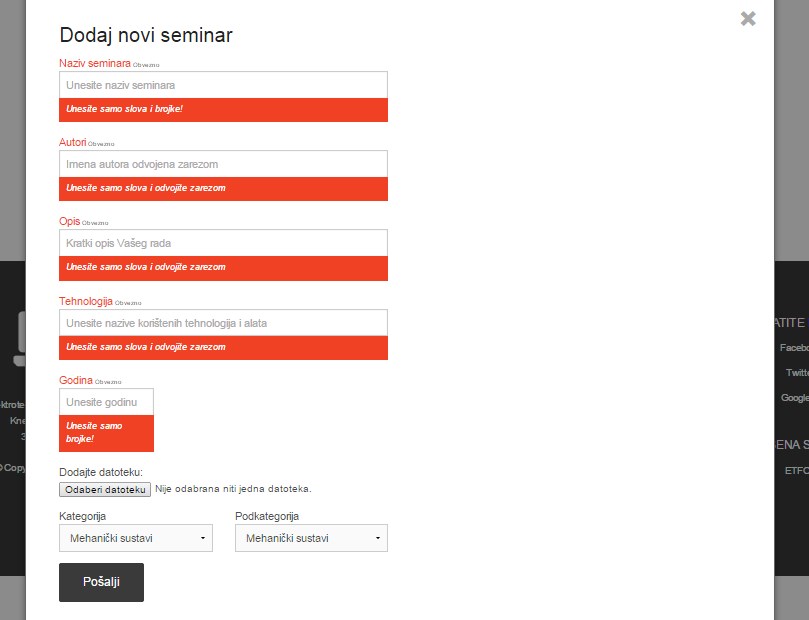 Dodaj novi seminar
Naziv seminara Obvezno
Unesite naziv seminara
Unesite samo slova i brojke!
Autori Obvezno
Imena autora odvojena zarezom
Unesite samo slova i odvojite zarezom
Opis Obvezno
Kratki opis Vašeg rada
Unesite samo slova i odvojite zarezom
Tehnologija Obvezno
Unesite nazive korištenih tehnologija i alata
Unesite samo slova i odvojite zarezom
Godina Obvezno
Unesite godinu
Unesite samo
brojke!
Dodajte datoteku:
Odaberi datoteku Nije odabrana niti jedna datoteka.
Kategorija Podkategorija
Mehanički sustavi Mehanički sustavi
Pošalji
ktrote
Kne
3
© Copy
ATITE
Facebo
Twitte
Google
ENA S
ETFO